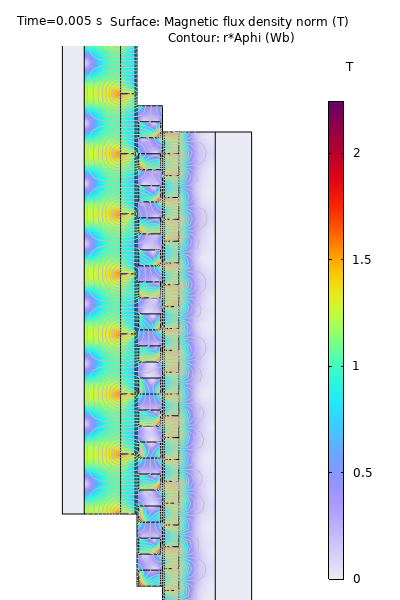 Time=0.005 s Surface: Magnetic flux density norm (T)
Contour: r*Aphi (Wb)
T
2
1.5
1
0.5
0